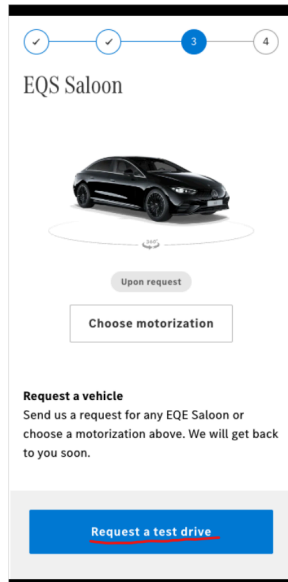 3
4
EQS Saloon
360°
Upon request
Choose motorization
Request a vehicle
Send us a request for any EQE Saloon or
choose a motorization above. We will get back
to you soon.
Request a test drive